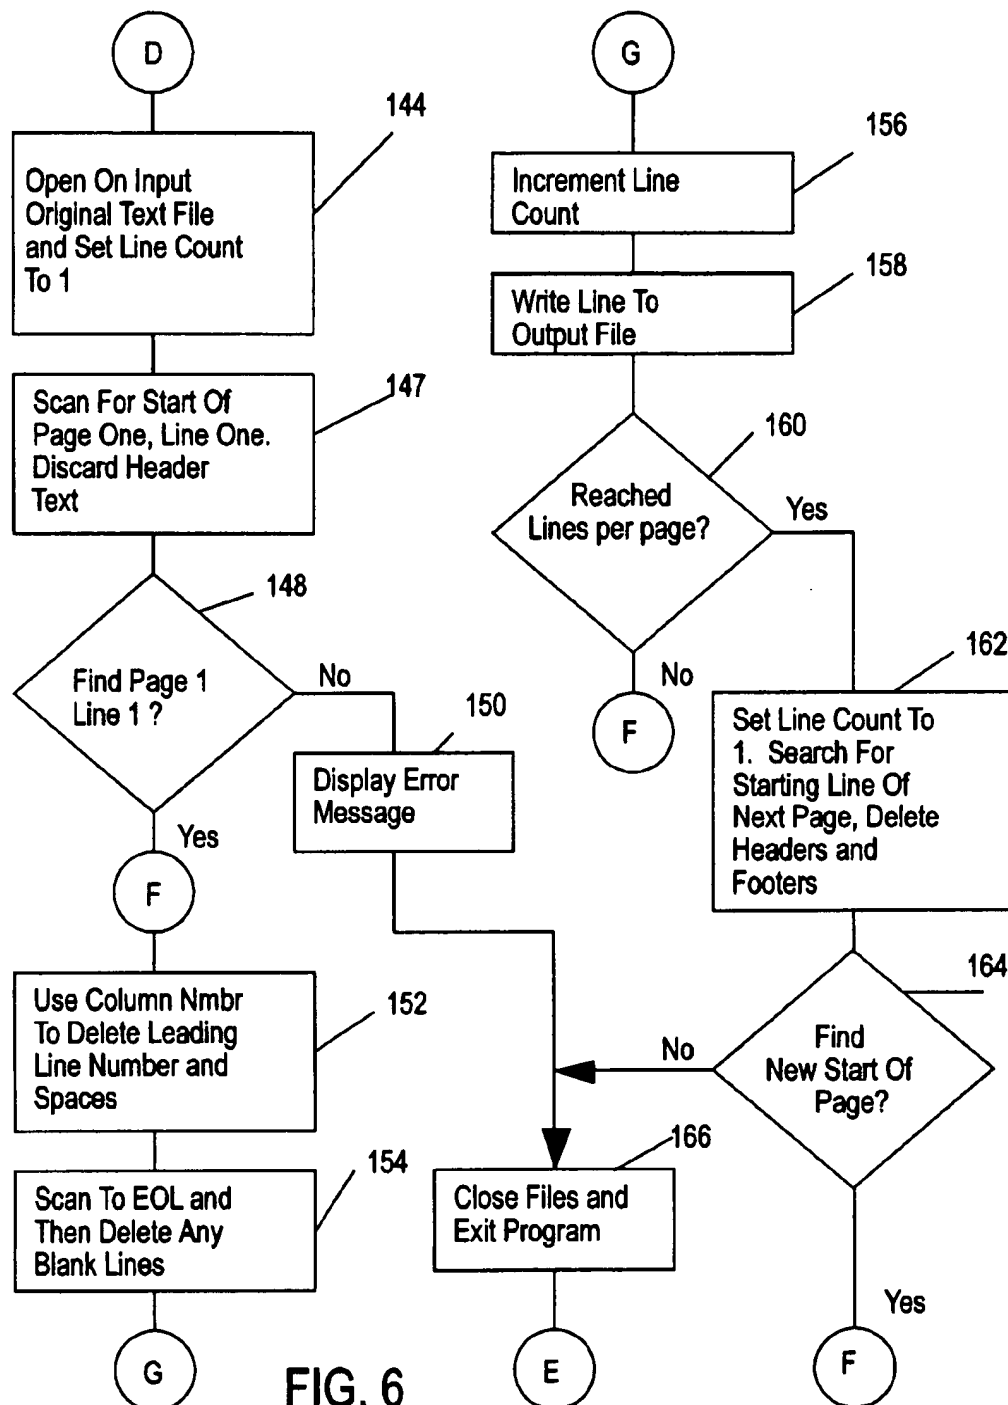 D
144
Open On Input
Original Text File
and Set Line Count
To 1
147
Scan For Start Of
Page One, Line One.
Discard Header
Text
148
Find Page 1
Line 1 ?
No
Yes
150
Display Error
Message
F
152
Use Column Nmbr
To Delete Leading
Line Number and
Spaces
154
Scan To EOL and
Then Delete Any
Blank Lines
G
G
156
Increment Line
Count
158
Write Line To
Output File
160
Reached
Lines per page?
Yes
No
F
162
Set Line Count To
1. Search For
Starting Line Of
Next Page, Delete
Headers and
Footers
164
Find
New Start Of
Page?
No
Yes
F
166
Close Files and
Exit Program
E
FIG. 6